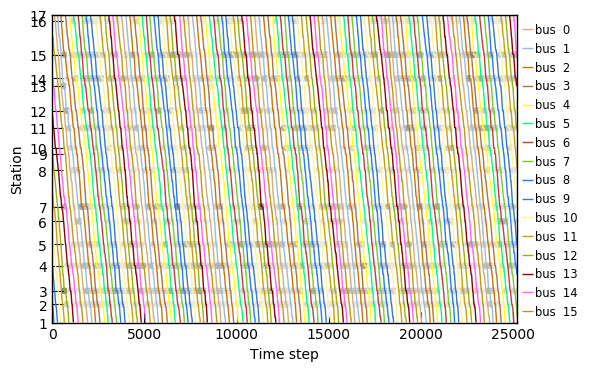 17
16
15
14
13
12
11
10
9
8
7
6
5
4
3
2
1
Station
0 5000 10000 15000 20000 25000
Time step
bus 0
bus 1
bus 2
bus 3
bus 4
bus 5
bus 6
bus 7
bus 8
bus 9
bus 10
bus 11
bus 12
bus 13
bus 14
bus 15